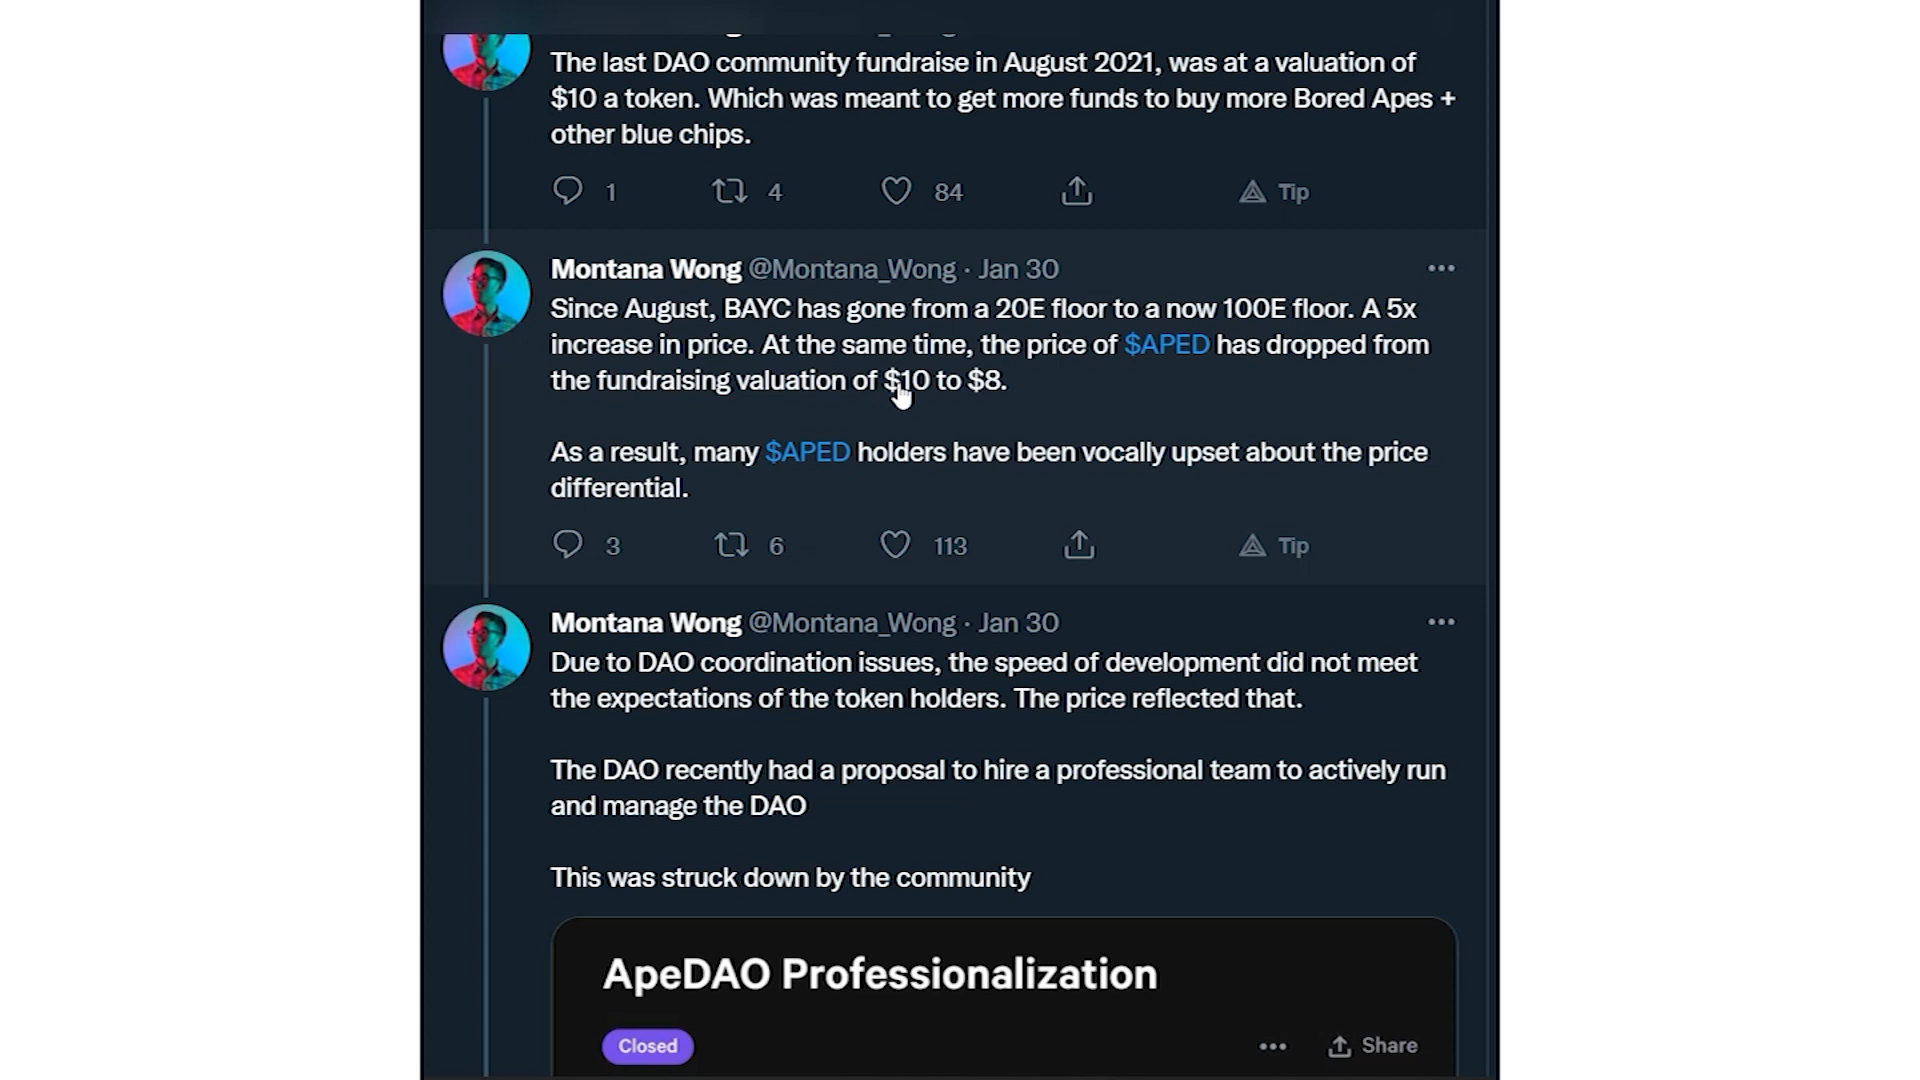 The last DAO community fundraise in August 2021, was at a valuation of
$10 a token. Which was meant to get more funds to buy more Bored Apes +
other blue chips.
1 4 84 Tip
Montana Wong @Montana_Wong · Jan 30
Since August, BAYC has gone from a 20E floor to a now 100E floor. A 5x
increase in price. At the same time, the price of $APED has dropped from
the fundraising valuation of $10 to $8.
As a result, many $APED holders have been vocally upset about the price
differential.
3 6 113 Tip
Montana Wong @Montana_Wong · Jan 30
Due to DAO coordination issues, the speed of development did not meet
the expectations of the token holders. The price reflected that.
The DAO recently had a proposal to hire a professional team to actively run
and manage the DAO
This was struck down by the community
ApeDAO Professionalization
Closed Share